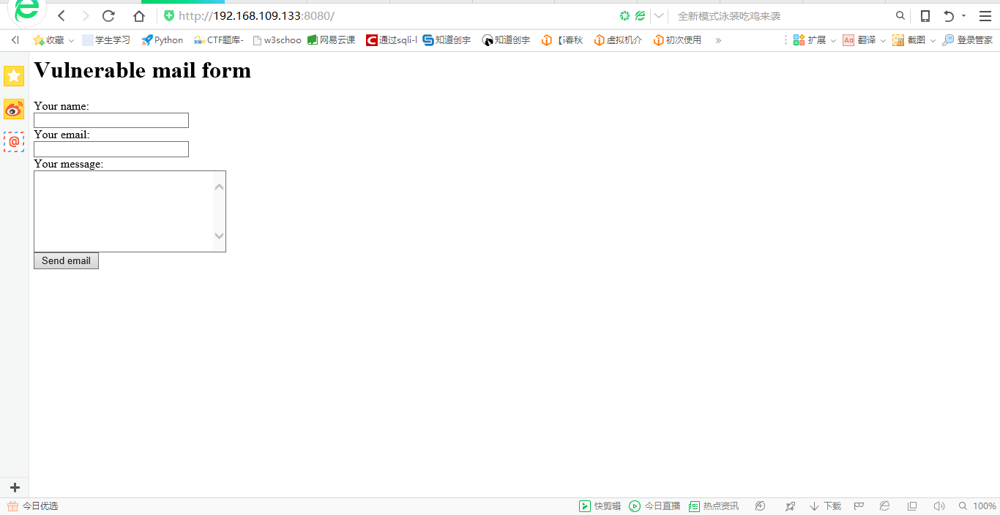 http://192.168.109.133:8080/
全新模式泳装吃鸡来袭
收藏 学生学习 Python CTF题库- w3schoo 网易云课 通过sqli-l 知道创宇 知道创宇 【i春秋 虚拟机介 初次使用 » 扩展 翻译 截图 登录管家
Vulnerable mail form
Your name:
Your email:
Your message:
Send email
今日优选 快剪辑 今日直播 热点资讯 下载 100%